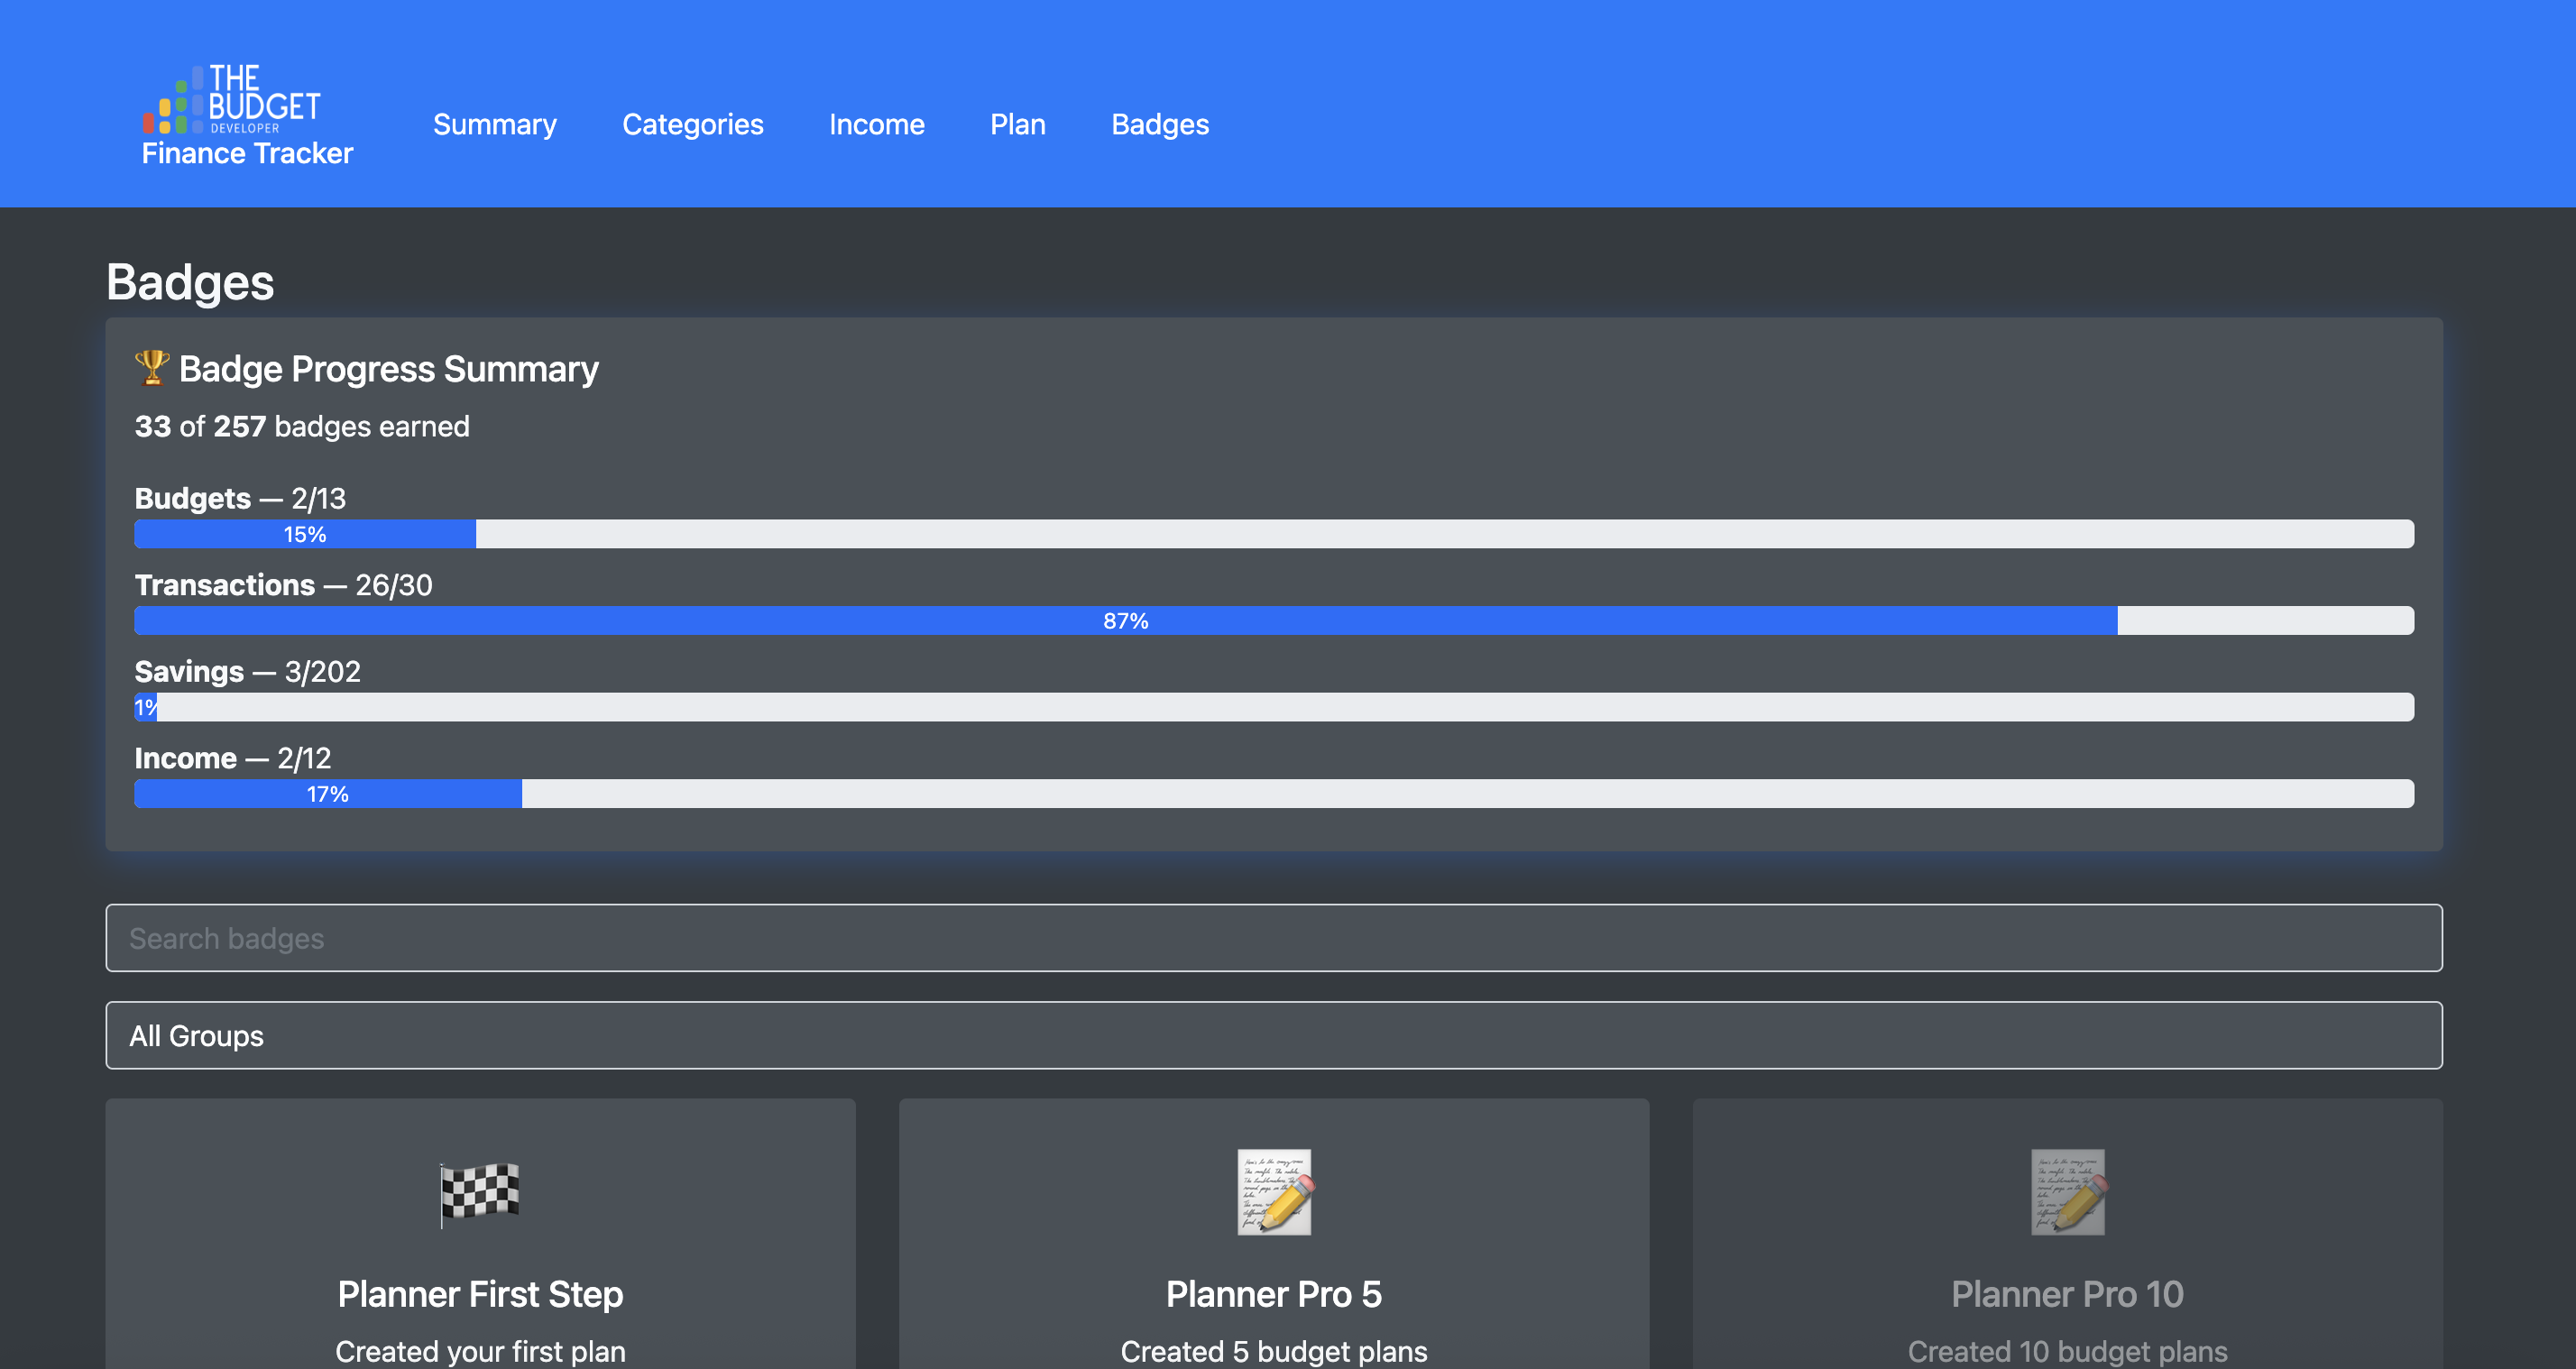 THE
BUDGET
DEVELOPER
Finance Tracker
Summary Categories Income Plan Badges
Badges
🏆 Badge Progress Summary
33 of 257 badges earned
Budgets — 2/13
15%
Transactions — 26/30
87%
Savings — 3/202
1%
Income — 2/12
17%
Search badges
All Groups
Planner First Step
Created your first plan
Planner Pro 5
Created 5 budget plans
Planner Pro 10
Created 10 budget plans